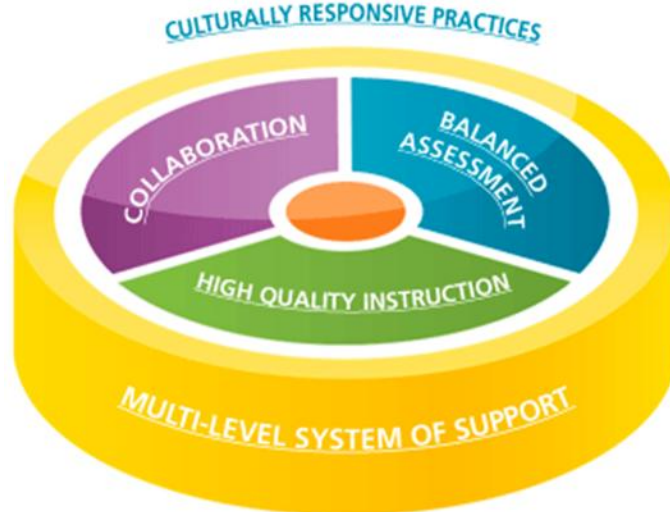 CULTURALLY RESPONSIVE PRACTICES
COLLABORATION
BALANCED
ASSESSMENT
HIGH QUALITY INSTRUCTION
MULTI-LEVEL SYSTEM OF SUPPORT